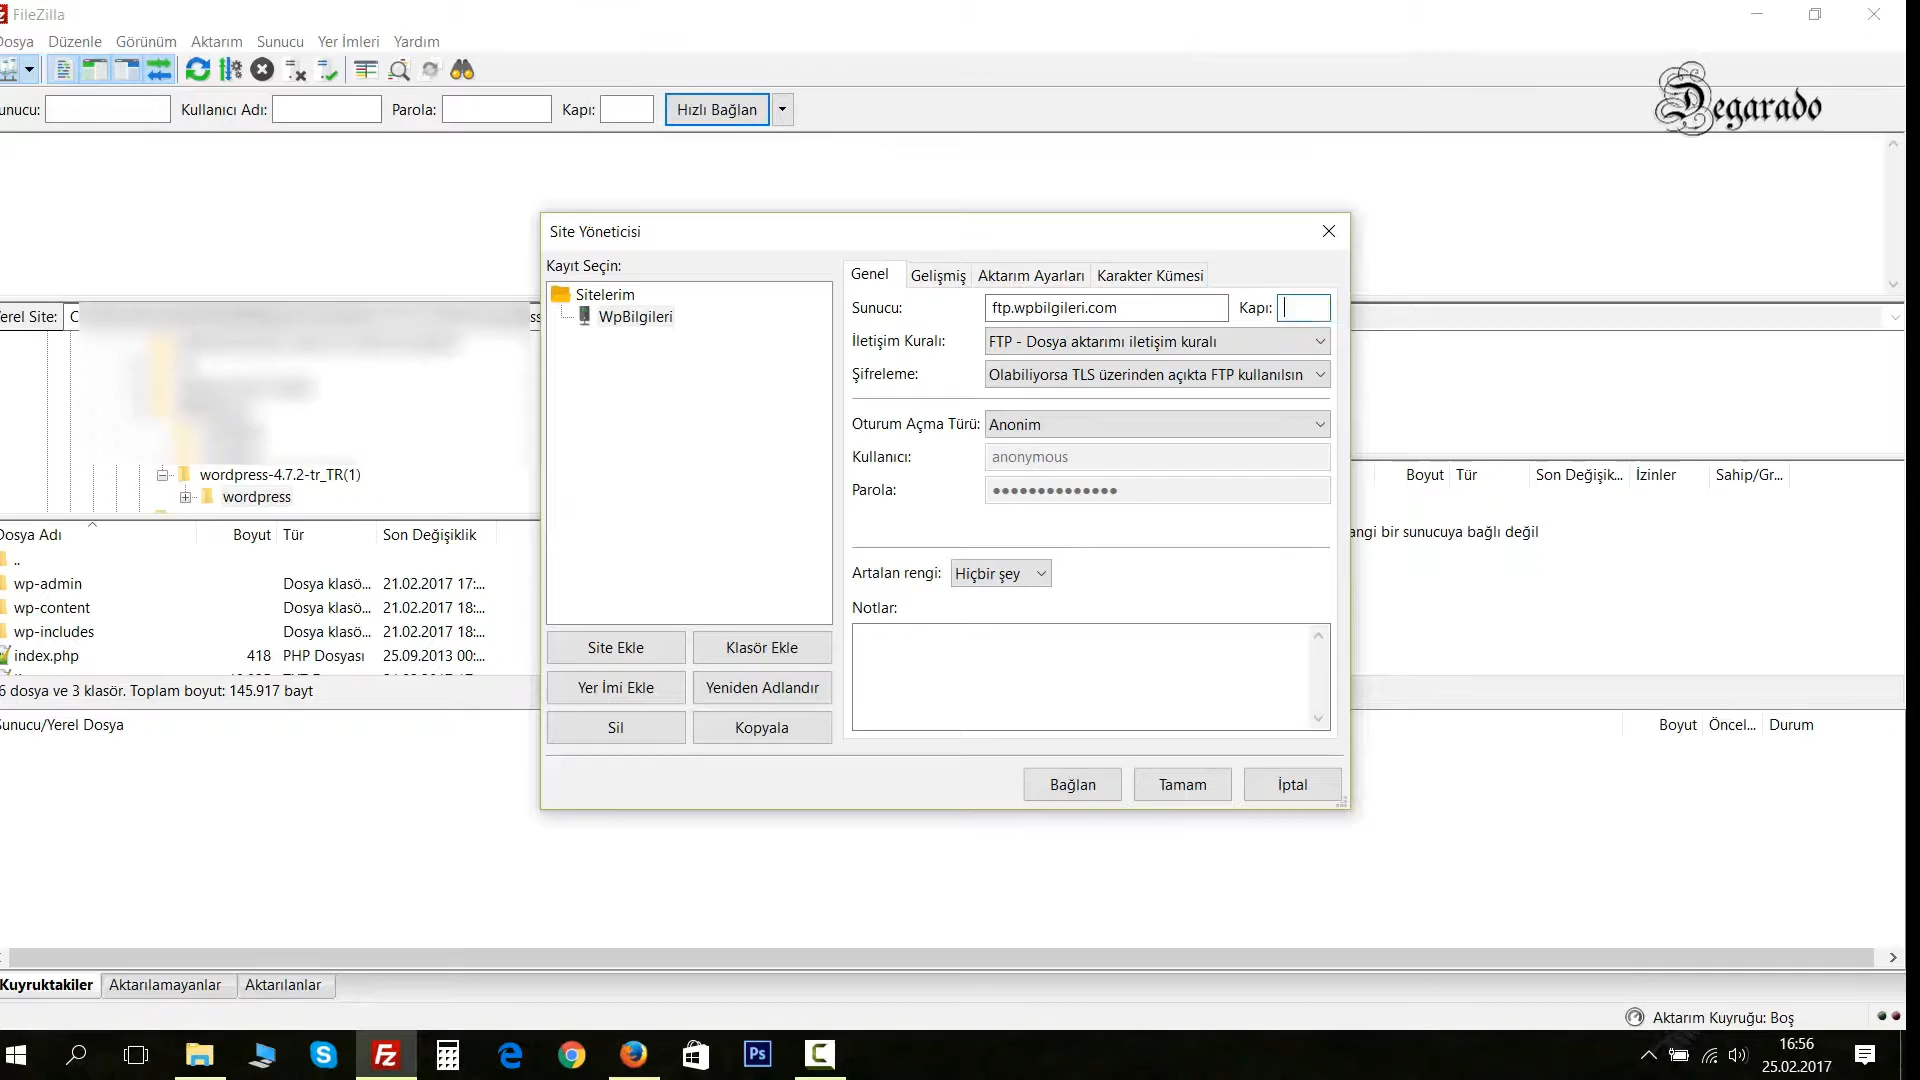 FileZilla
Dosya Düzenle Görünüm Aktarım Sunucu Yer İmleri Yardım
unucu: Kullanıcı Adı: Parola: Kapı: Hızlı Bağlan
Degarado
Site Yöneticisi
Kayıt Seçin:
Sitelerim
WpBilgileri
Site Ekle Klasör Ekle
Yer İmi Ekle Yeniden Adlandır
Sil Kopyala
Genel Gelişmiş Aktarım Ayarları Karakter Kümesi
Sunucu: ftp.wpbilgileri.com Kapı:
İletişim Kuralı: FTP - Dosya aktarımı iletişim kuralı
Şifreleme: Olabiliyorsa TLS üzerinden açıkta FTP kullanılsın
Oturum Açma Türü: Anonim
Kullanıcı: anonymous
Parola: ••••••••••••••
Artalan rengi: Hiçbir şey
Notlar:
Bağlan Tamam İptal
erel Site: C
wordpress-4.7.2-tr_TR(1)
wordpress
Boyut Tür Son Değişik... İzinler Sahip/Gr...
angi bir sunucuya bağlı değil
Dosya Adı Boyut Tür Son Değişiklik
..
wp-admin Dosya klasö... 21.02.2017 17:...
wp-content Dosya klasö... 21.02.2017 18:...
wp-includes Dosya klasö... 21.02.2017 18:...
index.php 418 PHP Dosyası 25.09.2013 00:...
6 dosya ve 3 klasör. Toplam boyut: 145.917 bayt
Sunucu/Yerel Dosya Boyut Öncel... Durum
Kuyruktakiler Aktarılamayanlar Aktarılanlar
Aktarım Kuyruğu: Boş
Ps
16:56
25.02.2017